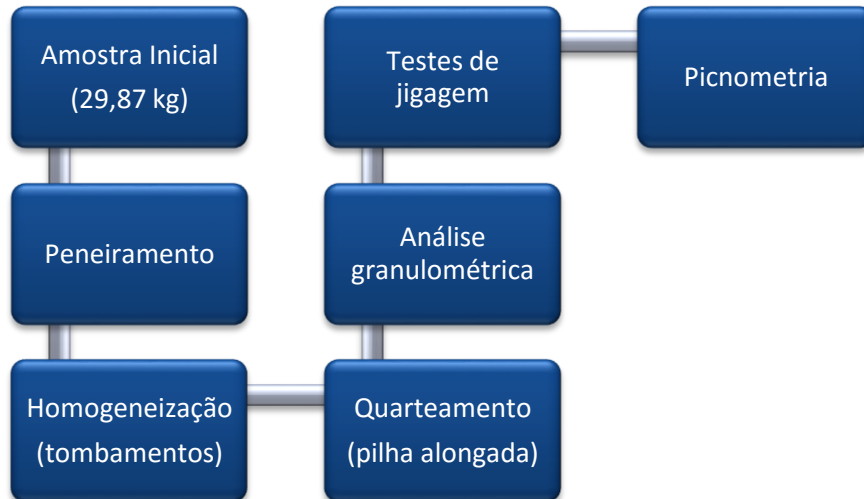 Amostra Inicial
(29,87 kg)
Peneiramento
Homogeneização
(tombamentos)
Quarteamento
(pilha alongada)
Análise
granulométrica
Testes de
jigagem
Picnometria